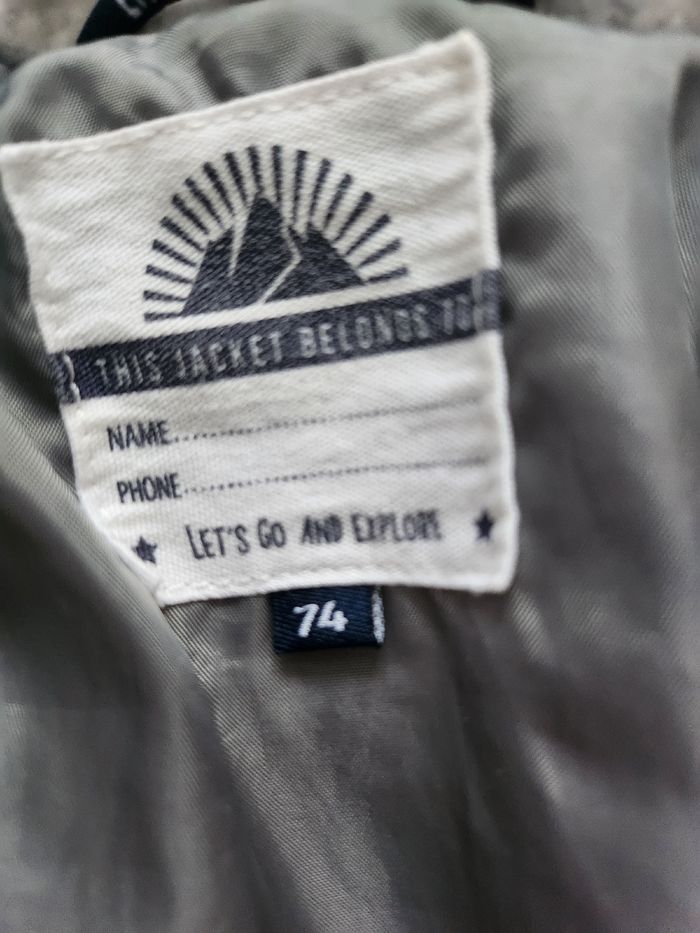 THIS JACKET BELONGS TO
NAME....................................
PHONE....................................
LET'S GO AND EXPLORE
74